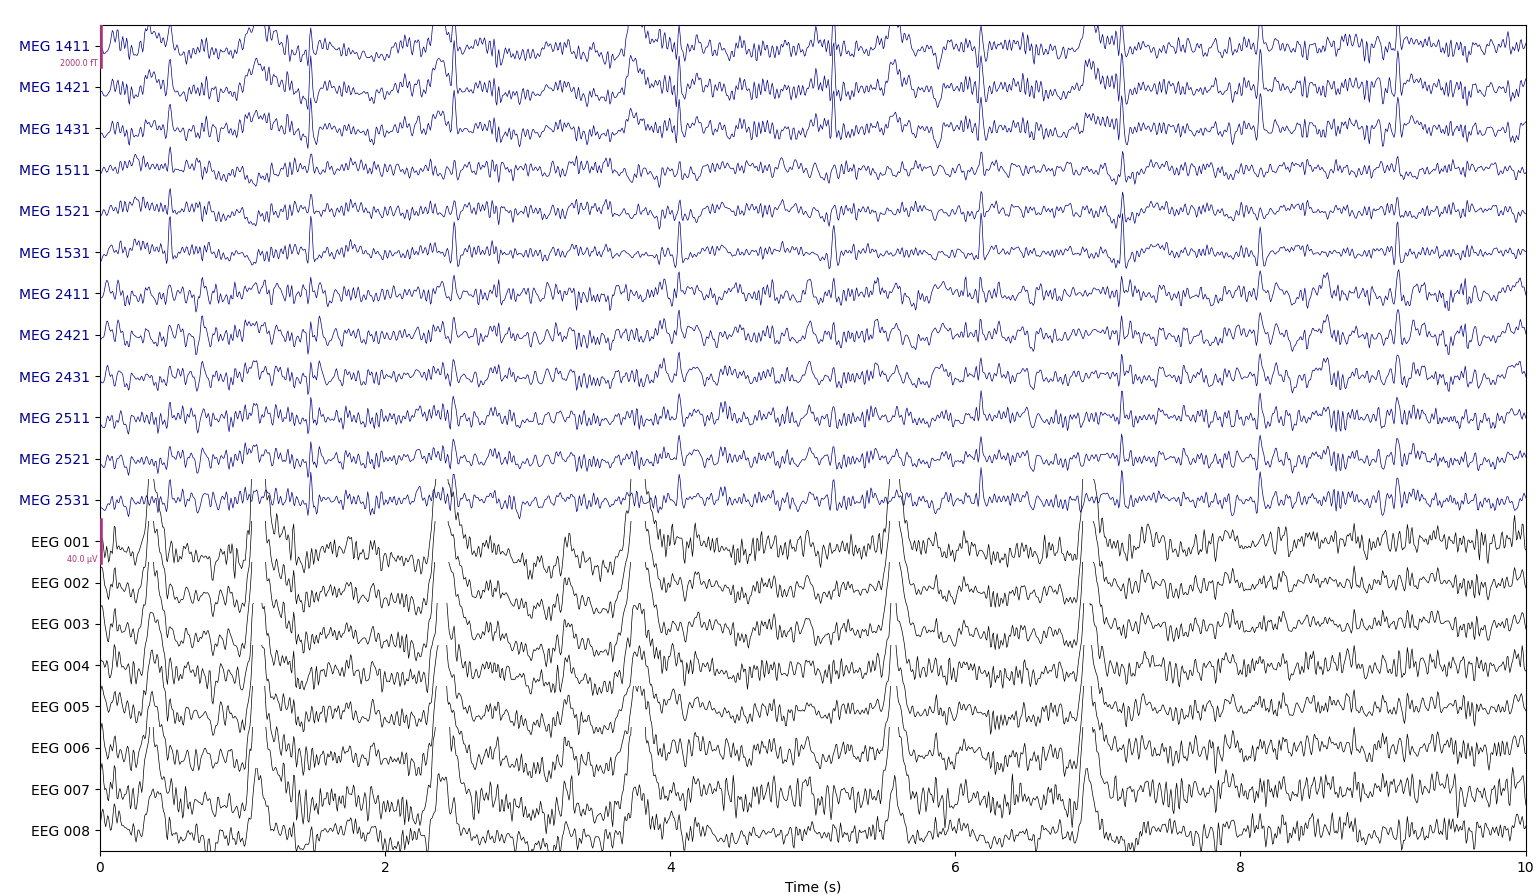 MEG 1411
2000.0 fT
MEG 1421
MEG 1431
MEG 1511
MEG 1521
MEG 1531
MEG 2411
MEG 2421
MEG 2431
MEG 2511
MEG 2521
MEG 2531
EEG 001
40.0 µV
EEG 002
EEG 003
EEG 004
EEG 005
EEG 006
EEG 007
EEG 008
0 2 4 6 8 10
Time (s)